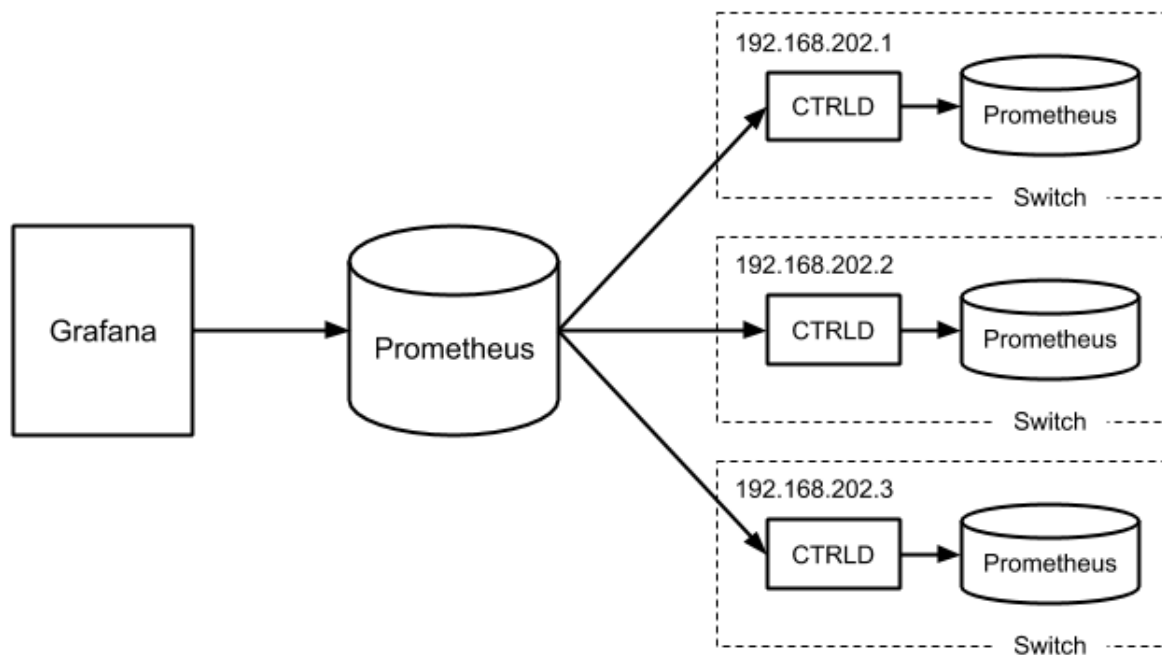 Grafana
Prometheus
192.168.202.1
CTRLD
Prometheus
Switch
192.168.202.2
CTRLD
Prometheus
Switch
192.168.202.3
CTRLD
Prometheus
Switch